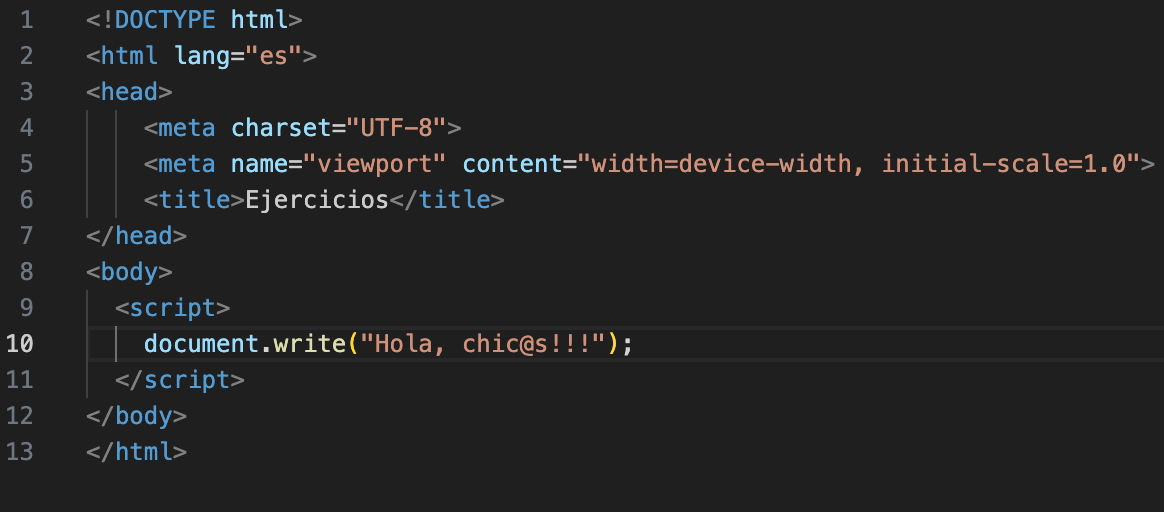 1 <!DOCTYPE html>
2 <html lang="es">
3 <head>
4 <meta charset="UTF-8">
5 <meta name="viewport" content="width=device-width, initial-scale=1.0">
6 <title>Ejercicios</title>
7 </head>
8 <body>
9 <script>
10 document.write("Hola, chic@s!!!");
11 </script>
12 </body>
13 </html>